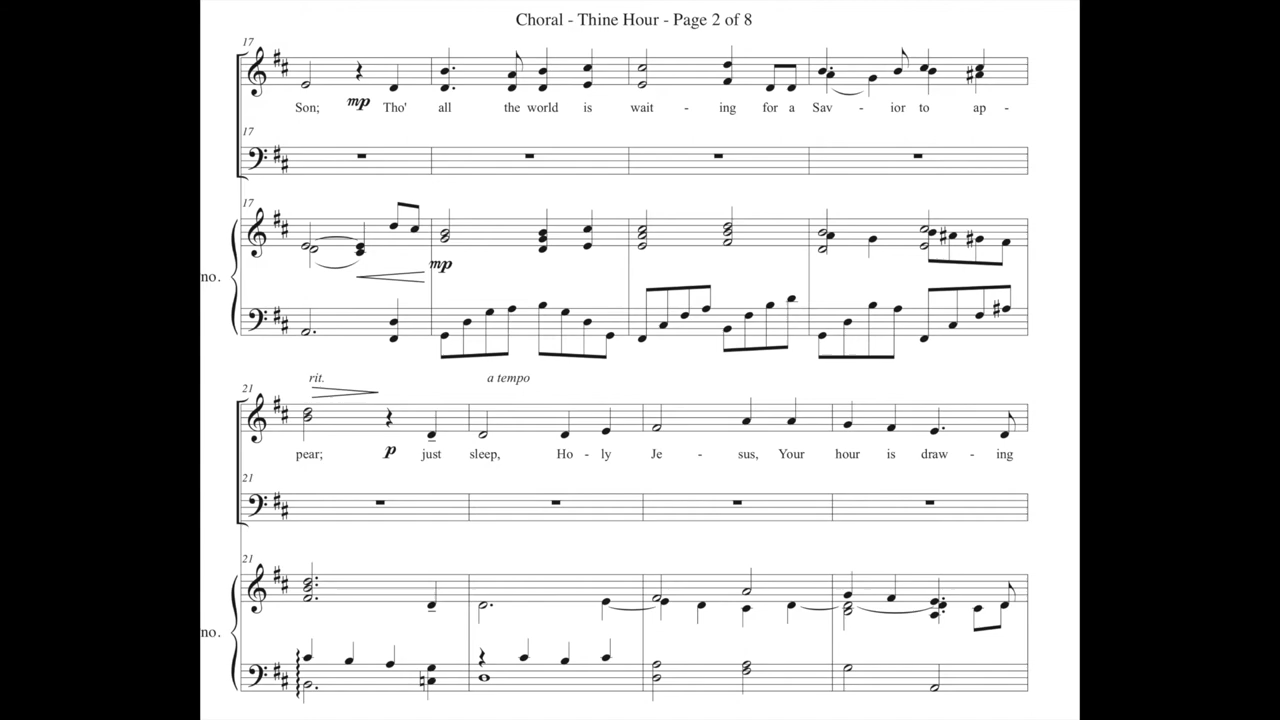 Choral - Thine Hour - Page 2 of 8
17
mp
Son; Tho' all the world is wait - ing for a Sav - ior to ap -
17
17
no.
mp
rit. a tempo
21
p
pear; just sleep, Ho - ly Je - sus, Your hour is draw - ing
21
21
no.